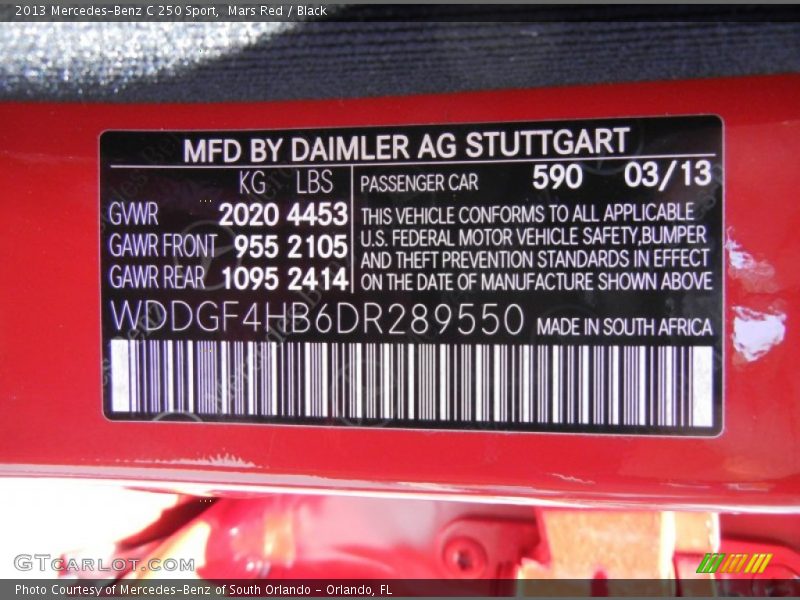 2013 Mercedes-Benz C 250 Sport, Mars Red / Black
MFD BY DAIMLER AG STUTTGART
KG LBS
GVWR 2020 4453
GAWR FRONT 955 2105
GAWR REAR 1095 2414
PASSENGER CAR 590 03/13
THIS VEHICLE CONFORMS TO ALL APPLICABLE
U.S. FEDERAL MOTOR VEHICLE SAFETY,BUMPER
AND THEFT PREVENTION STANDARDS IN EFFECT
ON THE DATE OF MANUFACTURE SHOWN ABOVE
WDDGF4HB6DR289550 MADE IN SOUTH AFRICA
GTcarlot.com
Photo Courtesy of Mercedes-Benz of South Orlando - Orlando, FL